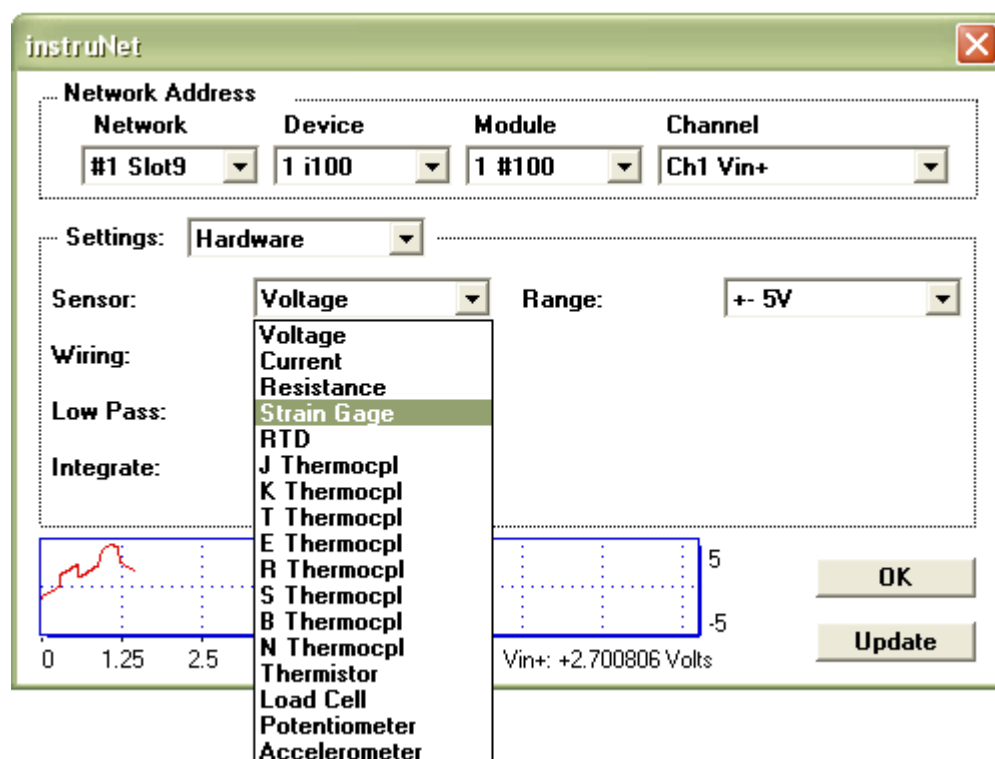 instruNet
Network Address
Network Device Module Channel
#1 Slot9 1 i100 1 #100 Ch1 Vin+
Settings: Hardware
Sensor: Voltage Range: +- 5V
Voltage
Wiring:
Current
Resistance
Low Pass: Strain Gage
RTD
Integrate: J Thermocpl
K Thermocpl
T Thermocpl
E Thermocpl
R Thermocpl
S Thermocpl
B Thermocpl
N Thermocpl
Thermistor
Load Cell
Potentiometer
Accelerometer
5
-5
0 1.25 2.5 Vin+: +2.700806 Volts
OK
Update